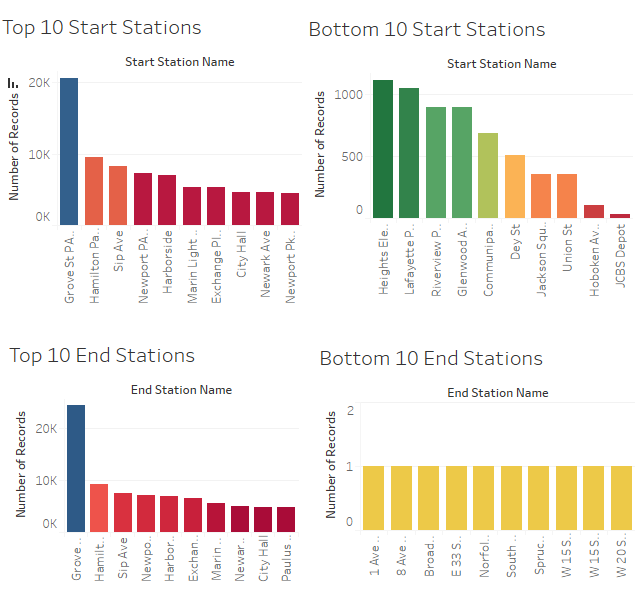 Top 10 Start Stations
Start Station Name
Number of Records
20K
10K
0K
Grove St PA..
Hamilton Pa..
Sip Ave
Newport PA..
Harborside
Marin Light ..
Exchange Pl..
City Hall
Newark Ave
Newport Pk..
Bottom 10 Start Stations
Start Station Name
Number of Records
1000
500
0
Heights Ele..
Lafayette P..
Riverview P..
Glenwood A..
Communipa..
Dey St
Jackson Squ..
Union St
Hoboken Av..
JCBS Depot
Top 10 End Stations
End Station Name
Number of Records
20K
10K
0K
Grove ..
Hamilt..
Sip Ave
Newpo..
Harbor..
Exchan..
Marin ..
Newar..
City Hall
Paulus ..
Bottom 10 End Stations
End Station Name
Number of Records
2
1
0
1 Ave ..
8 Ave ..
Broad..
E 33 S..
Norfol..
South ..
Spruc..
W 15 S..
W 15 S..
W 20 S..